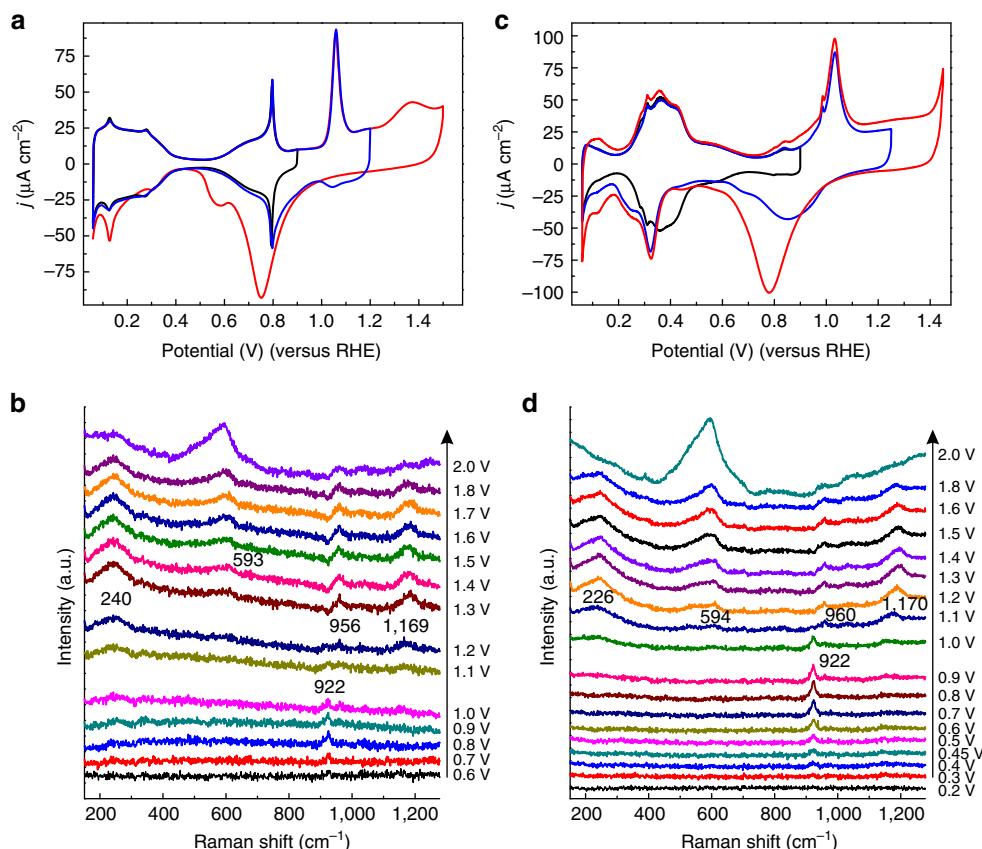 a
75
50
25
0
−25
−50
−75
j (μA cm−2)
0.2 0.4 0.6 0.8 1.0 1.2 1.4
Potential (V) (versus RHE)
c
100
75
50
25
0
−25
−50
−75
−100
j (μA cm−2)
0.2 0.4 0.6 0.8 1.0 1.2 1.4
Potential (V) (versus RHE)
b
Intensity (a.u.)
2.0 V
1.8 V
1.7 V
1.6 V
1.5 V
1.4 V
1.3 V
1.2 V
1.1 V
1.0 V
0.9 V
0.8 V
0.7 V
0.6 V
593
240
956
1,169
922
200 400 600 800 1,000 1,200
Raman shift (cm−1)
d
Intensity (a.u.)
2.0 V
1.8 V
1.6 V
1.5 V
1.4 V
1.3 V
1.2 V
1.1 V
1.0 V
0.9 V
0.8 V
0.7 V
0.6 V
0.5 V
0.45V
0.4 V
0.3 V
0.2 V
226
594
960
1,170
922
200 400 600 800 1,000 1,200
Raman shift (cm−1)